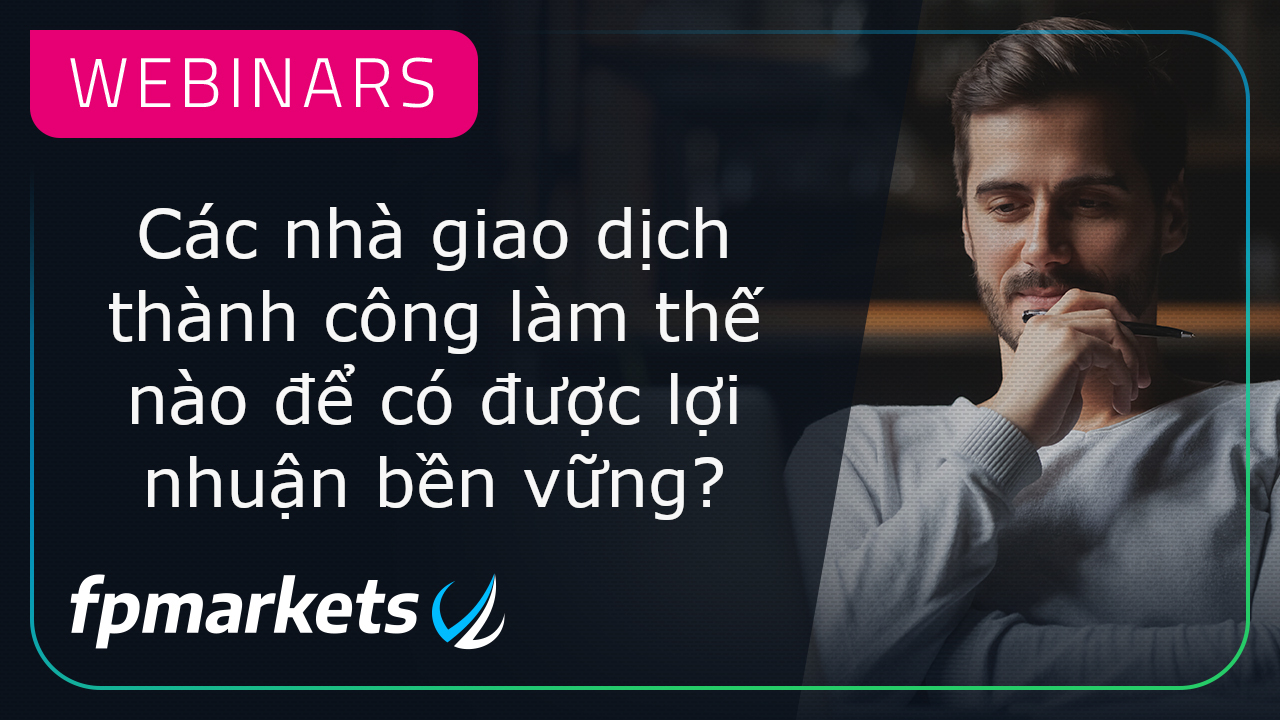 WEBINARS
Các nhà giao dịch
thành công làm thế
nào để có được lợi
nhuận bền vững?
fpmarkets